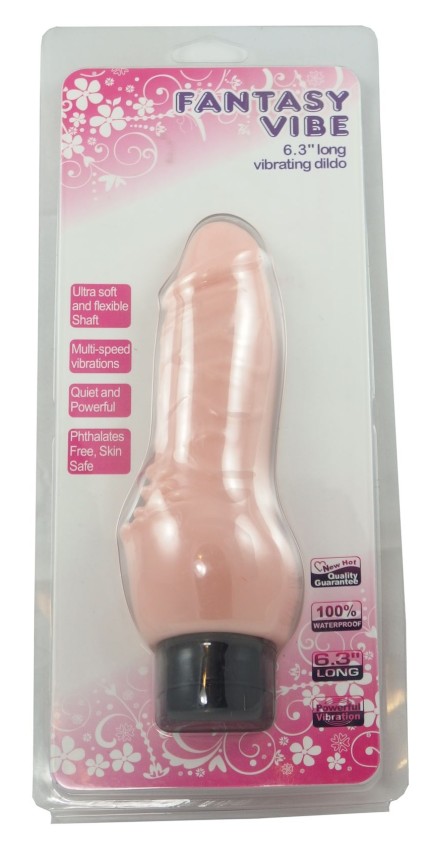 FANTASY
VIBE
6.3" long
vibrating dildo
Ultra soft
and flexible
Shaft
Multi-speed
vibrations
Quiet and
Powerful
Phthalates
Free, Skin
Safe
New Hot
Quality
Guarantee
100%
WATERPROOF
6.3"
LONG
Powerful
Vibration